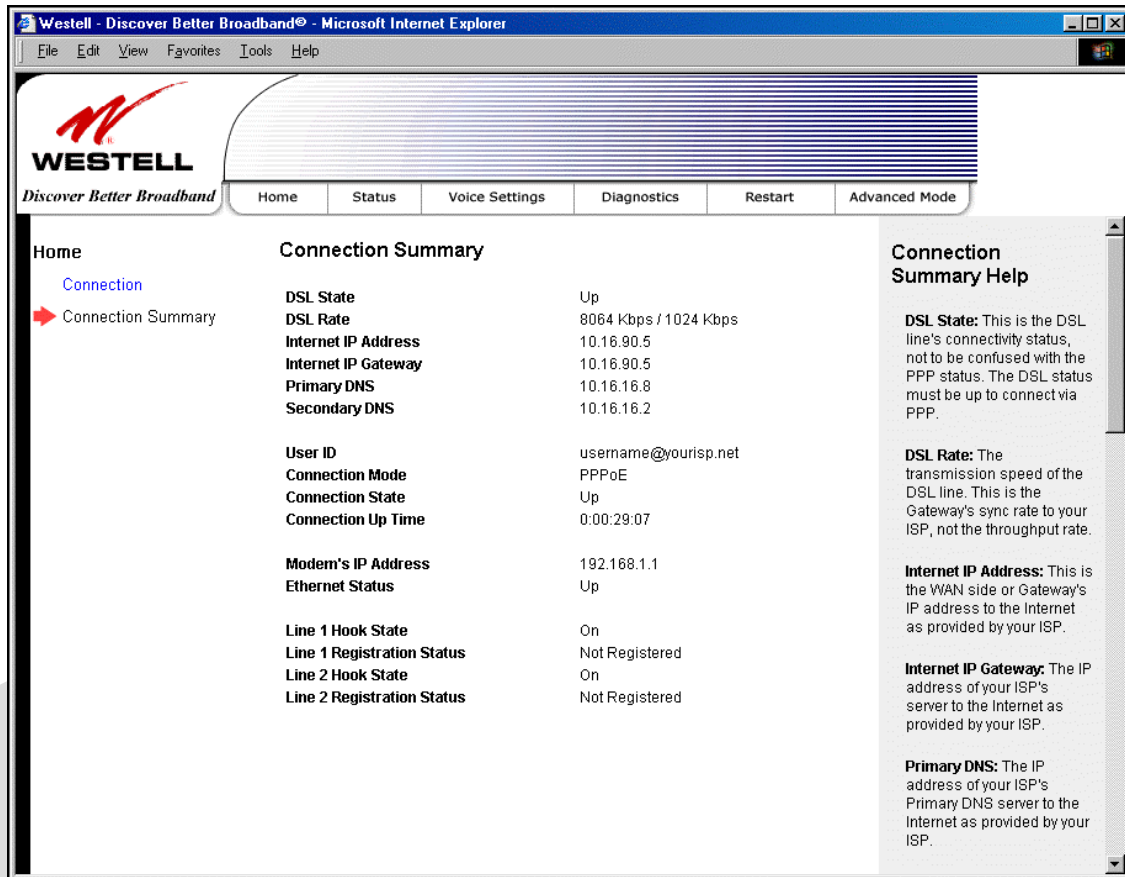 Westell - Discover Better Broadband® - Microsoft Internet Explorer
File Edit View Favorites Tools Help
WESTELL
Discover Better Broadband
Home Status Voice Settings Diagnostics Restart Advanced Mode
Home
Connection
Connection Summary
Connection Summary
DSL State Up
DSL Rate 8064 Kbps / 1024 Kbps
Internet IP Address 10.16.90.5
Internet IP Gateway 10.16.90.5
Primary DNS 10.16.16.8
Secondary DNS 10.16.16.2
User ID username@yourisp.net
Connection Mode PPPoE
Connection State Up
Connection Up Time 0:00:29:07
Modem's IP Address 192.168.1.1
Ethernet Status Up
Line 1 Hook State On
Line 1 Registration Status Not Registered
Line 2 Hook State On
Line 2 Registration Status Not Registered
Connection
Summary Help
DSL State: This is the DSL
line's connectivity status,
not to be confused with the
PPP status. The DSL status
must be up to connect via
PPP.
DSL Rate: The
transmission speed of the
DSL line. This is the
Gateway's sync rate to your
ISP, not the throughput rate.
Internet IP Address: This is
the WAN side or Gateway's
IP address to the Internet
as provided by your ISP.
Internet IP Gateway: The IP
address of your ISP's
server to the Internet as
provided by your ISP.
Primary DNS: The IP
address of your ISP's
Primary DNS server to the
Internet as provided by your
ISP.